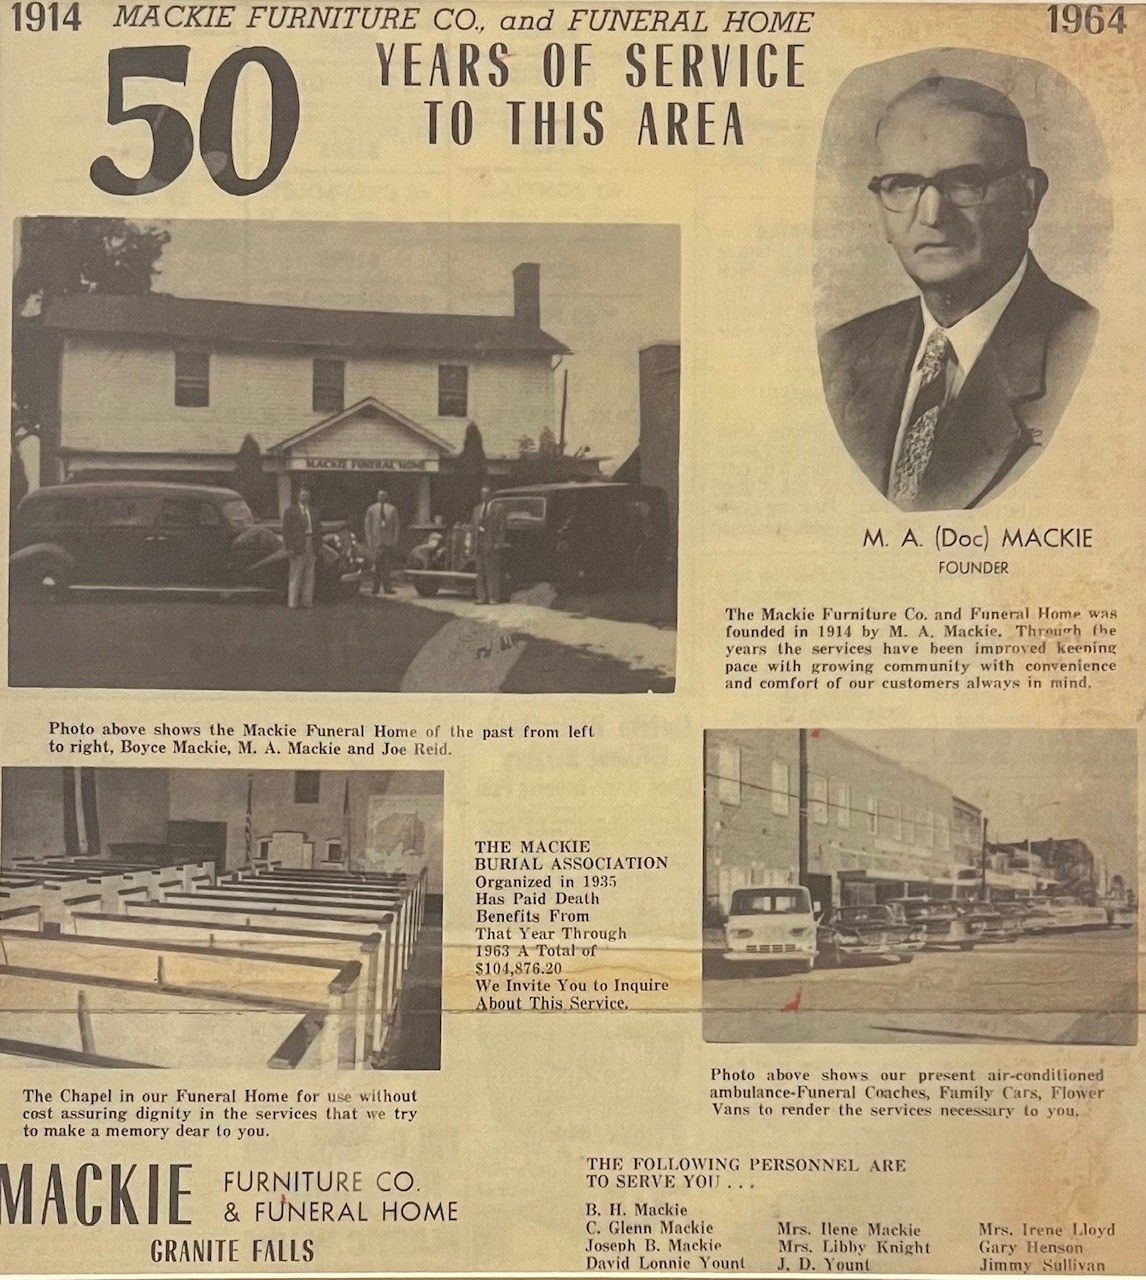 1914 MACKIE FURNITURE CO., and FUNERAL HOME 1964
50 YEARS OF SERVICE
TO THIS AREA
MACKIE FUNERAL HOME
M. A. (Doc) MACKIE
FOUNDER
The Mackie Furniture Co. and Funeral Home was
founded in 1914 by M. A. Mackie. Through the
years the services have been improved keeping
pace with growing community with convenience
and comfort of our customers always in mind.
Photo above shows the Mackie Funeral Home of the past from left
to right, Boyce Mackie, M. A. Mackie and Joe Reid.
THE MACKIE
BURIAL ASSOCIATION
Organized in 1935
Has Paid Death
Benefits From
That Year Through
1963 A Total of
$104,876.20
We Invite You to Inquire
About This Service.
The Chapel in our Funeral Home for use without
cost assuring dignity in the services that we try
to make a memory dear to you.
Photo above shows our present air-conditioned
ambulance-Funeral Coaches, Family Cars, Flower
Vans to render the services necessary to you.
MACKIE FURNITURE CO.
& FUNERAL HOME
GRANITE FALLS
THE FOLLOWING PERSONNEL ARE
TO SERVE YOU . . .
B. H. Mackie
C. Glenn Mackie
Joseph B. Mackie
David Lonnie Yount
Mrs. Ilene Mackie
Mrs. Libby Knight
J. D. Yount
Mrs. Irene Lloyd
Gary Henson
Jimmy Sullivan